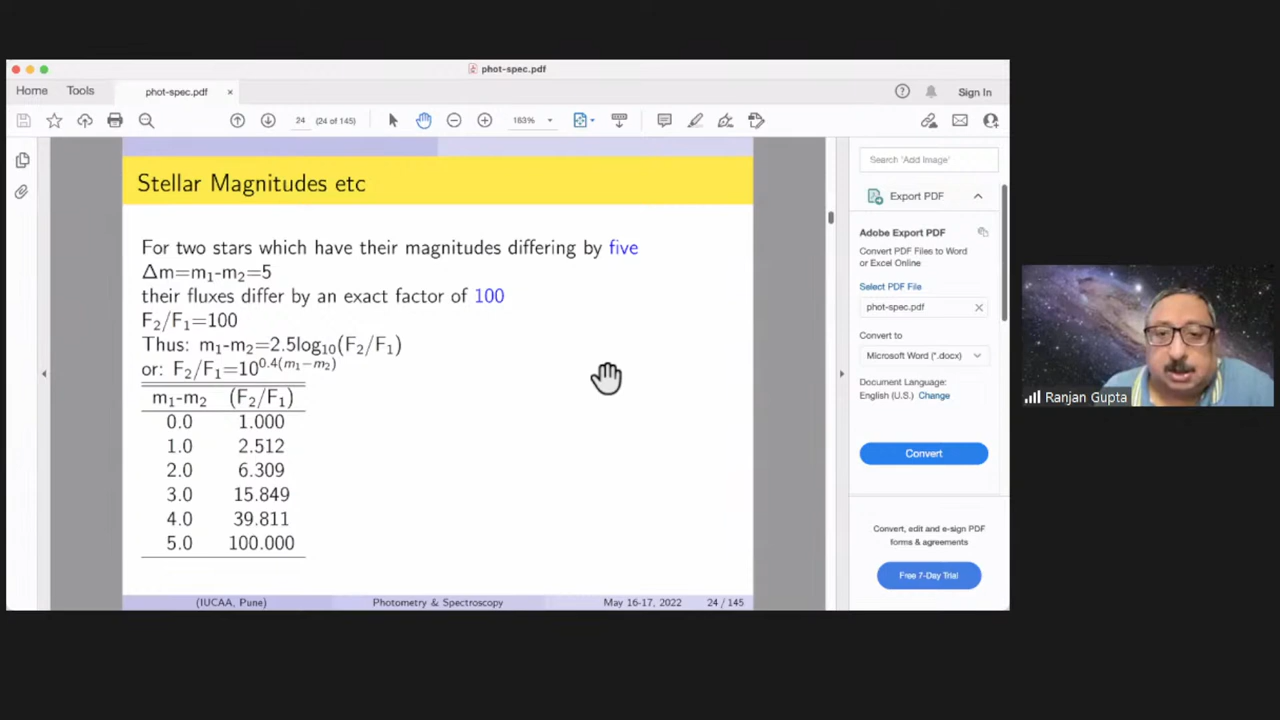 phot-spec.pdf
Home Tools phot-spec.pdf × Sign In
24 (24 of 145) 163%
Stellar Magnitudes etc
For two stars which have their magnitudes differing by five
Δm=m₁-m₂=5
their fluxes differ by an exact factor of 100
F₂/F₁=100
Thus: m₁-m₂=2.5log₁₀(F₂/F₁)
or: F₂/F₁=10^0.4(m₁−m₂)
m₁-m₂ (F₂/F₁)
0.0 1.000
1.0 2.512
2.0 6.309
3.0 15.849
4.0 39.811
5.0 100.000
(IUCAA, Pune) Photometry & Spectroscopy May 16-17, 2022 24 / 145
Search 'Add Image'
Export PDF
Adobe Export PDF
Convert PDF Files to Word
or Excel Online
Select PDF File
phot-spec.pdf
Convert to
Microsoft Word (*.docx)
Document Language:
English (U.S.) Change
Convert
Convert, edit and e-sign PDF
forms & agreements
Free 7-Day Trial
Ranjan Gupta